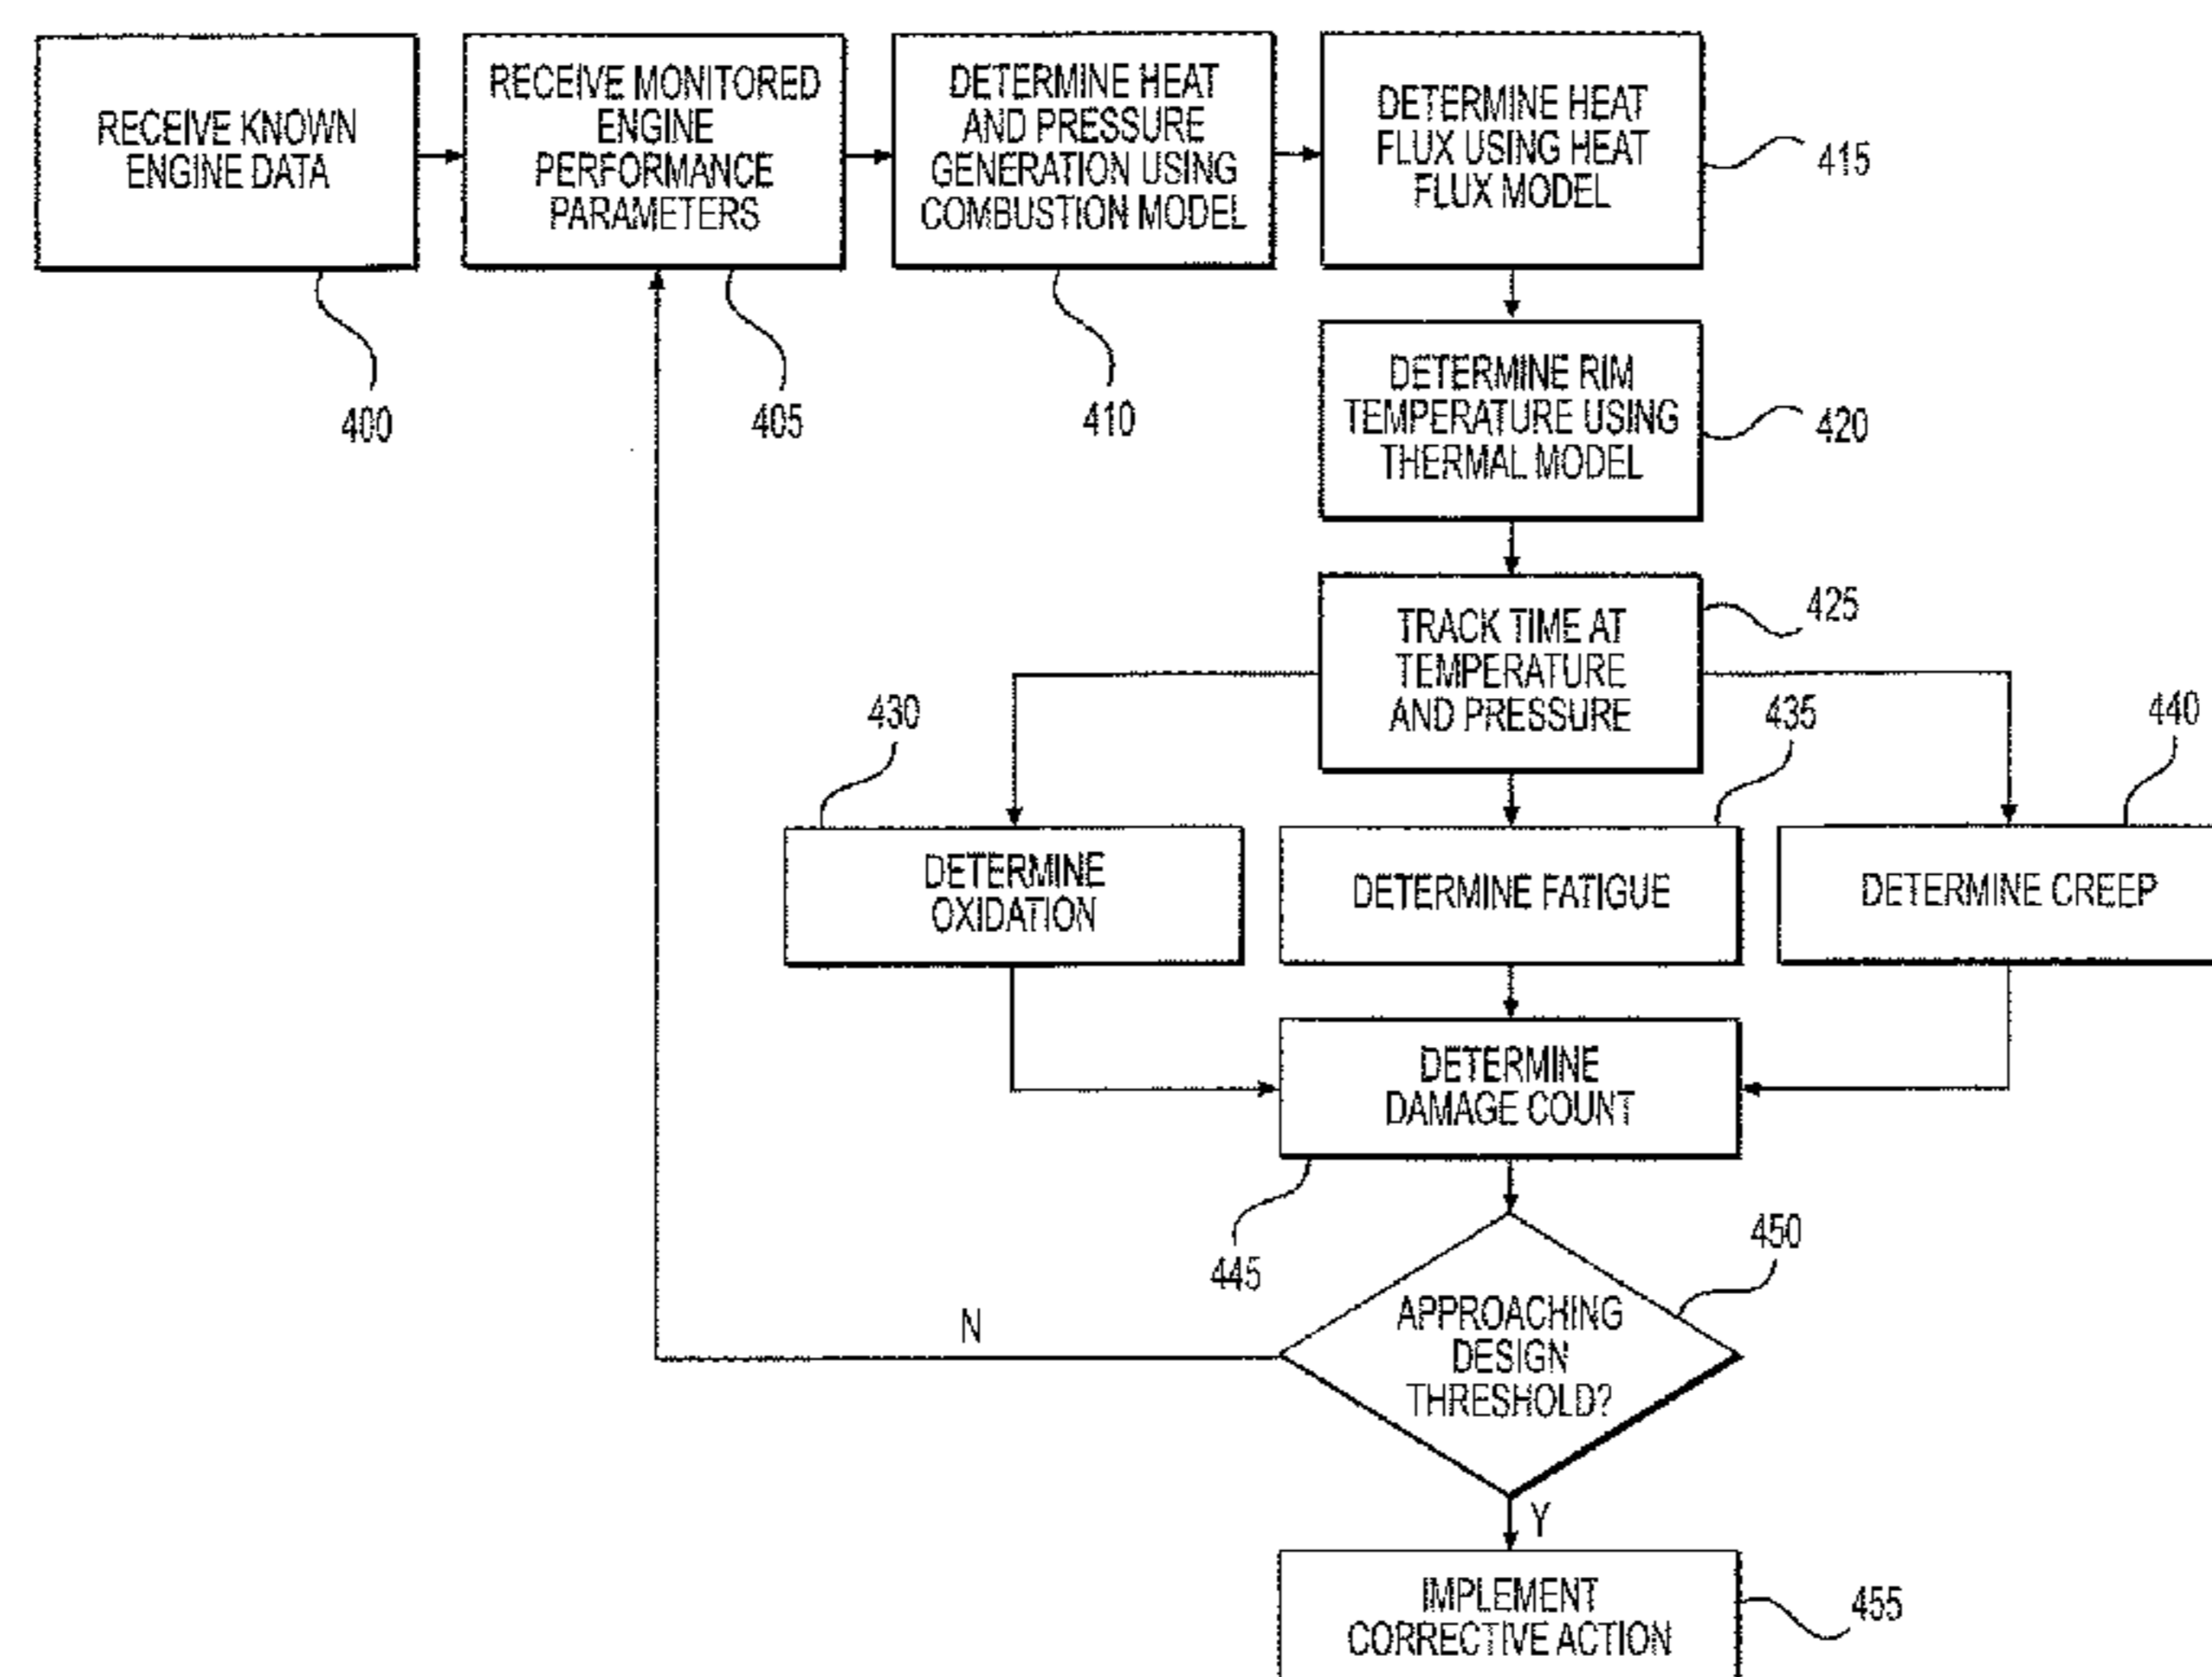 RECEIVE KNOWN
ENGINE DATA
RECEIVE MONITORED
ENGINE
PERFORMANCE
PARAMETERS
DETERMINE HEAT
AND PRESSURE
GENERATION USING
COMBUSTION MODEL
DETERMINE HEAT
FLUX USING HEAT
FLUX MODEL
415
400
405
410
DETERMINE RIM
TEMPERATURE USING
THERMAL MODEL
420
TRACK TIME AT
TEMPERATURE
AND PRESSURE
425
430
435
440
DETERMINE
OXIDATION
DETERMINE FATIGUE
DETERMINE CREEP
DETERMINE
DAMAGE COUNT
445
450
APPROACHING
DESIGN
THRESHOLD?
N
Y
IMPLEMENT
CORRECTIVE ACTION
455